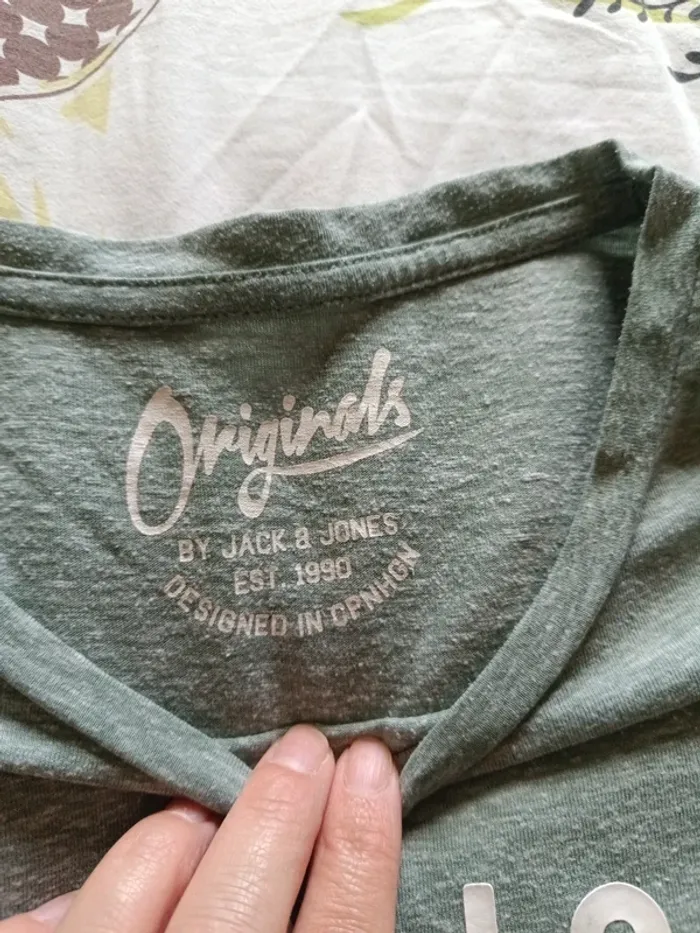 Originals
BY JACK & JONES
EST. 1990
DESIGNED IN CPNHGN